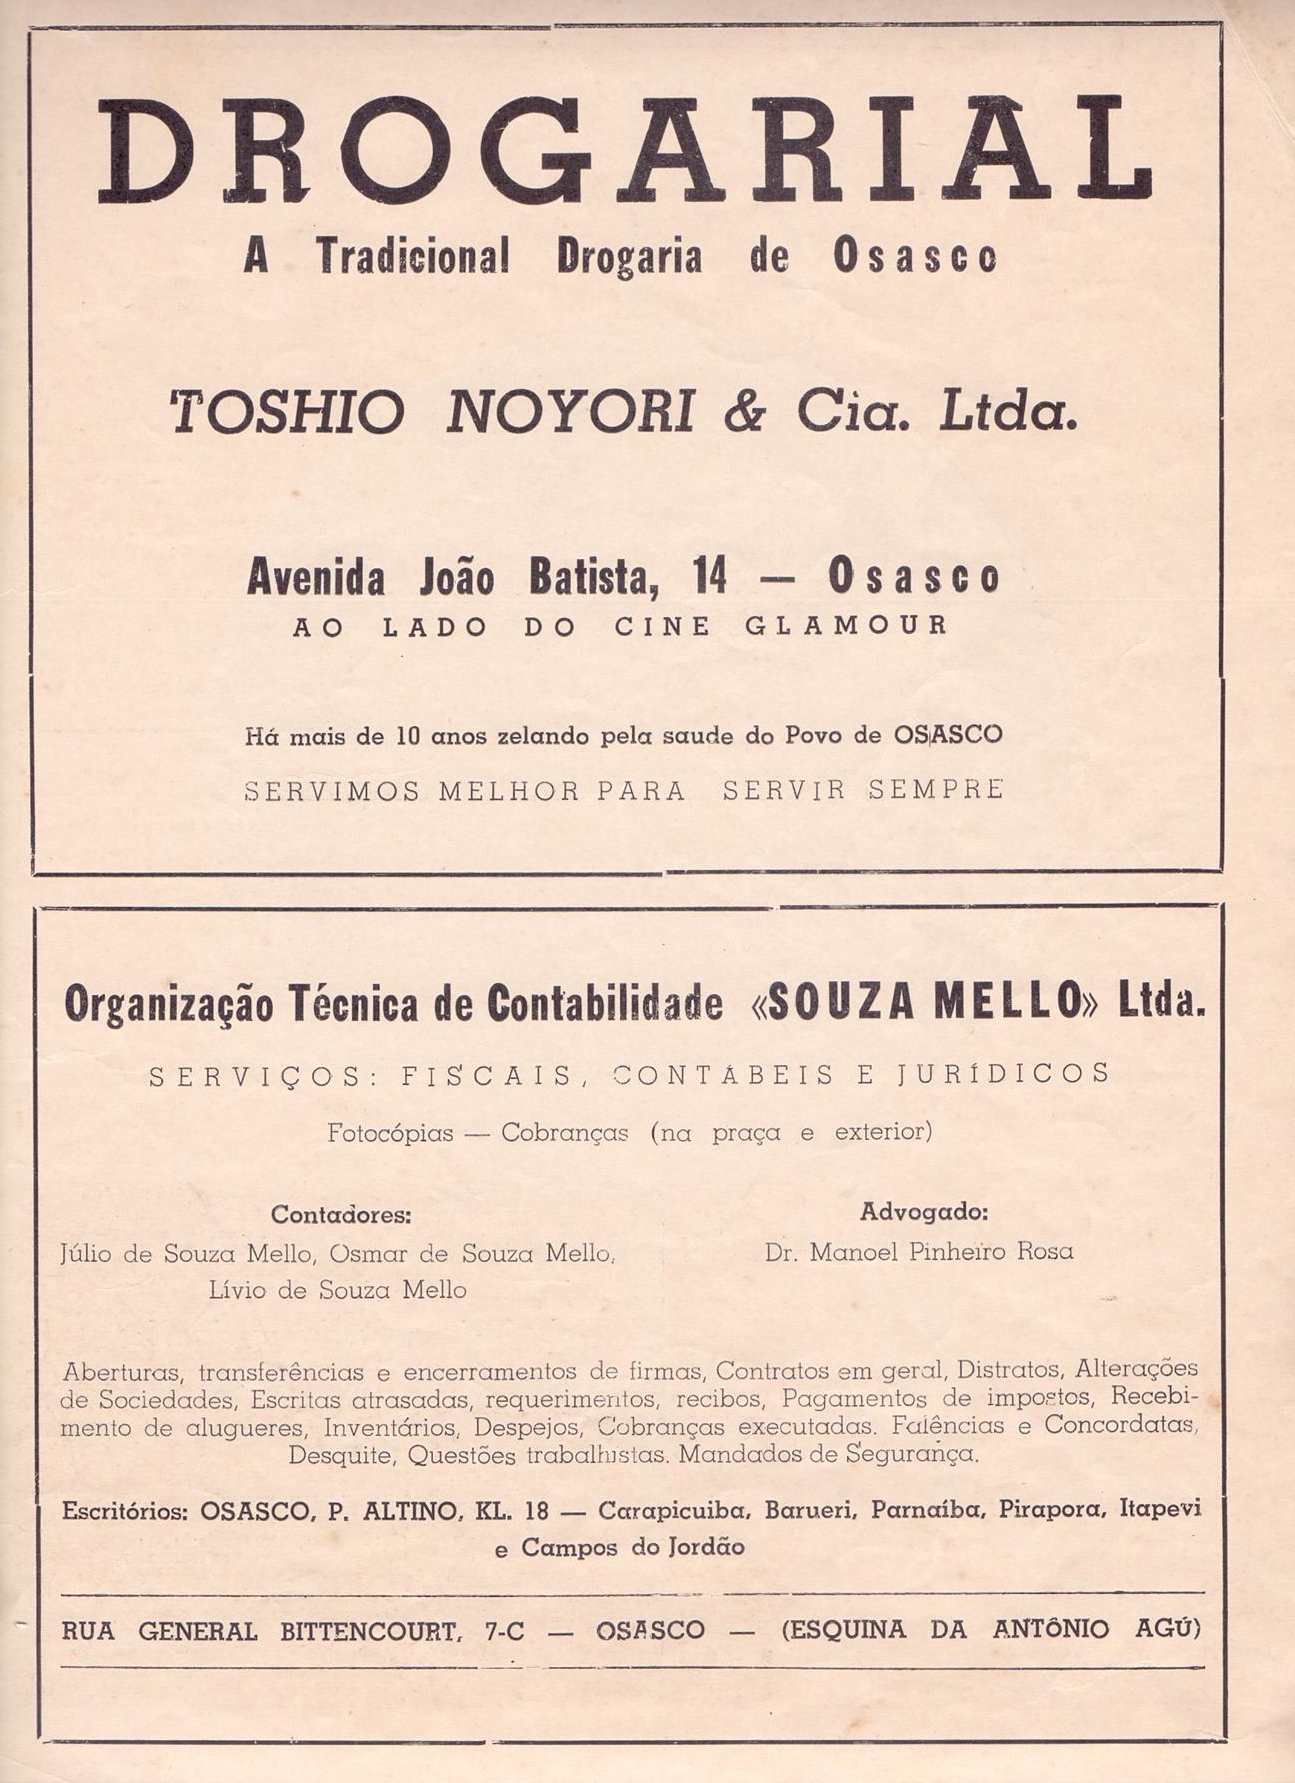 DROGARIAL
A Tradicional Drogaria de Osasco
TOSHIO NOYORI & Cia. Ltda.
Avenida João Batista, 14 — Osasco
AO LADO DO CINE GLAMOUR
Há mais de 10 anos zelando pela saude do Povo de OSASCO
SERVIMOS MELHOR PARA SERVIR SEMPRE
Organização Técnica de Contabilidade «SOUZA MELLO» Ltda.
SERVIÇOS: FISCAIS, CONTÁBEIS E JURÍDICOS
Fotocópias — Cobranças (na praça e exterior)
Contadores:
Júlio de Souza Mello, Osmar de Souza Mello,
Lívio de Souza Mello
Advogado:
Dr. Manoel Pinheiro Rosa
Aberturas, transferências e encerramentos de firmas, Contratos em geral, Distratos, Alterações
de Sociedades, Escritas atrasadas, requerimentos, recibos, Pagamentos de impostos, Recebi-
mento de alugueres, Inventários, Despejos, Cobranças executadas. Falências e Concordatas,
Desquite, Questões trabalhistas. Mandados de Segurança.
Escritórios: OSASCO, P. ALTINO, KL. 18 — Carapicuiba, Barueri, Parnaíba, Pirapora, Itapevi
e Campos do Jordão
RUA GENERAL BITTENCOURT, 7-C — OSASCO — (ESQUINA DA ANTÔNIO AGÚ)